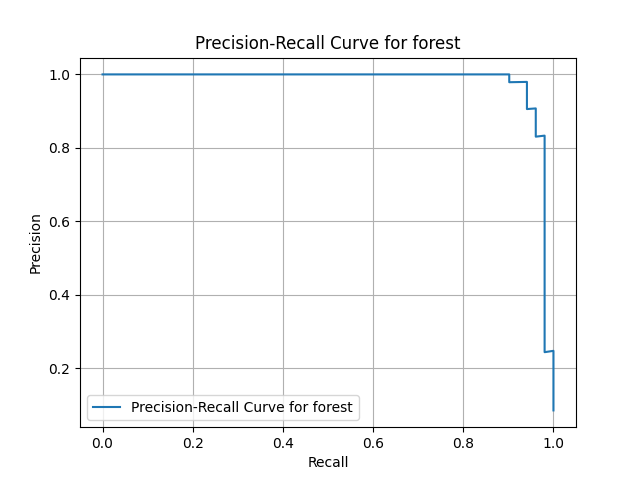 Precision-Recall Curve for forest
1.0
0.8
0.6
0.4
0.2
Precision
Precision-Recall Curve for forest
0.0 0.2 0.4 0.6 0.8 1.0
Recall